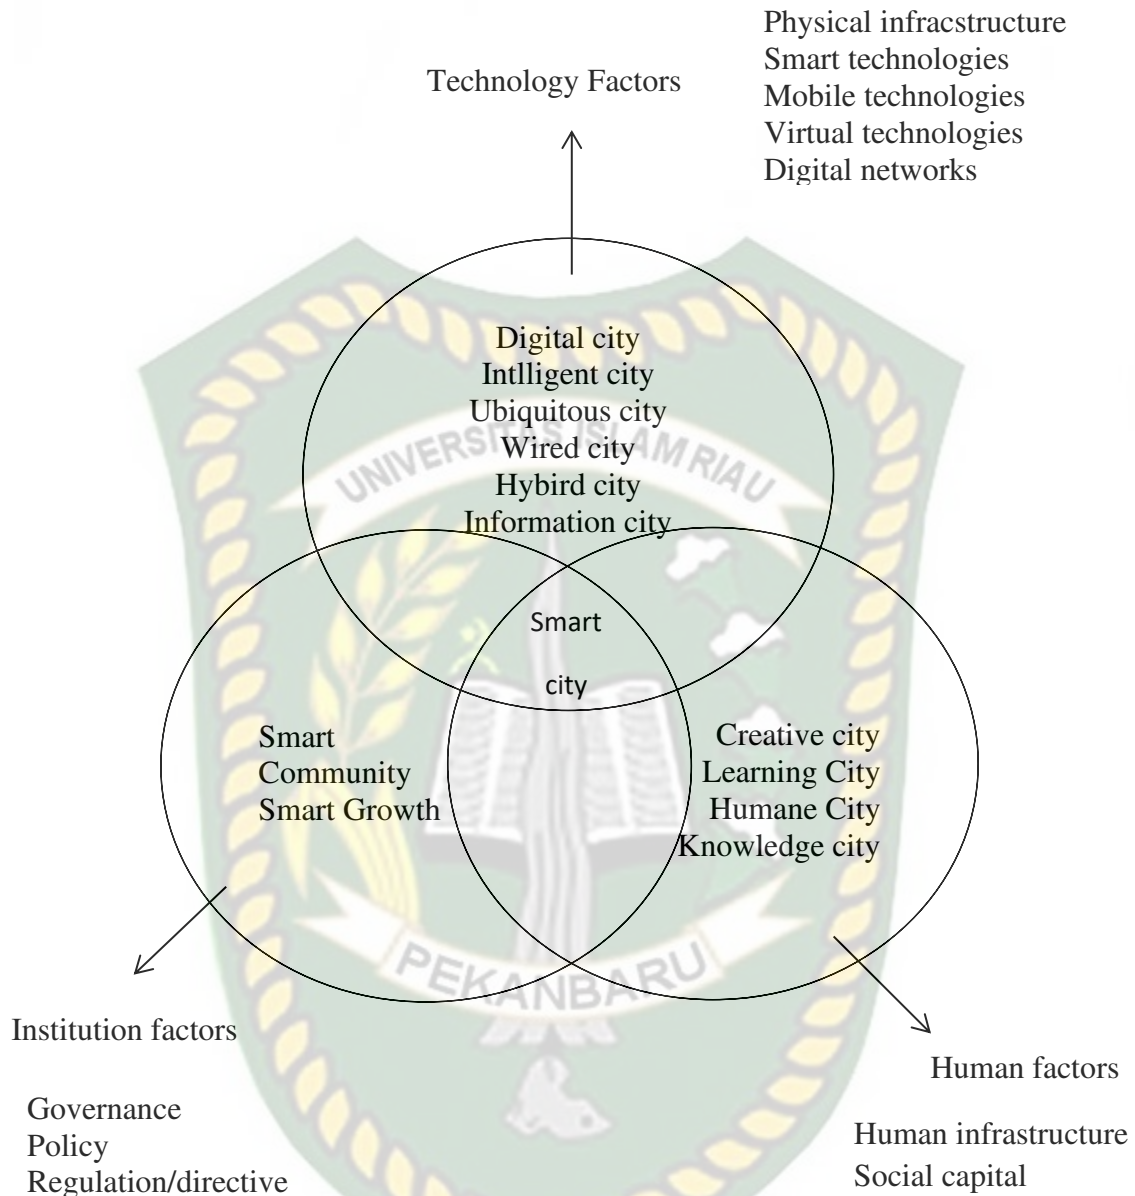 Physical infracstructure
Smart technologies
Mobile technologies
Virtual technologies
Digital networks
Technology Factors
Digital city
Intlligent city
Ubiquitous city
Wired city
Hybird city
Information city
UNIVERSITAS ISLAM RIAU
Smart
city
Smart
Community
Smart Growth
Creative city
Learning City
Humane City
Knowledge city
PEKANBARU
Institution factors
Governance
Policy
Regulation/directive
Human factors
Human infrastructure
Social capital